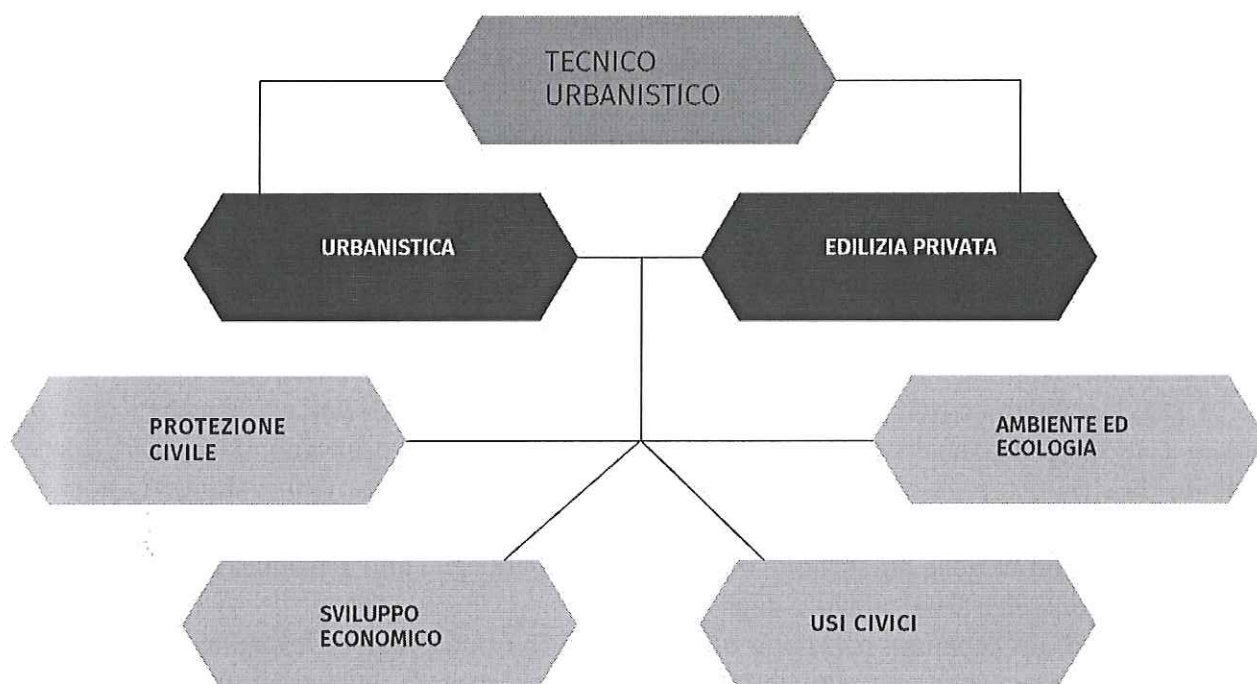 TECNICO
URBANISTICO
URBANISTICA
EDILIZIA PRIVATA
PROTEZIONE
CIVILE
AMBIENTE ED
ECOLOGIA
SVILUPPO
ECONOMICO
USI CIVICI